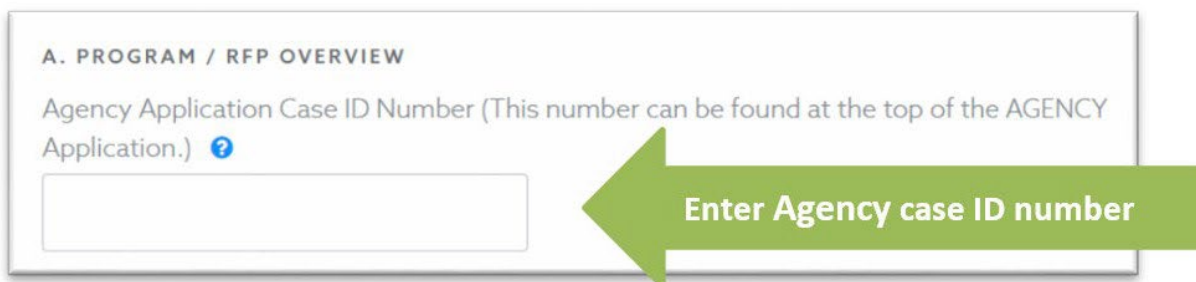 A. PROGRAM / RFP OVERVIEW
Agency Application Case ID Number (This number can be found at the top of the AGENCY
Application.) ?
Enter Agency case ID number